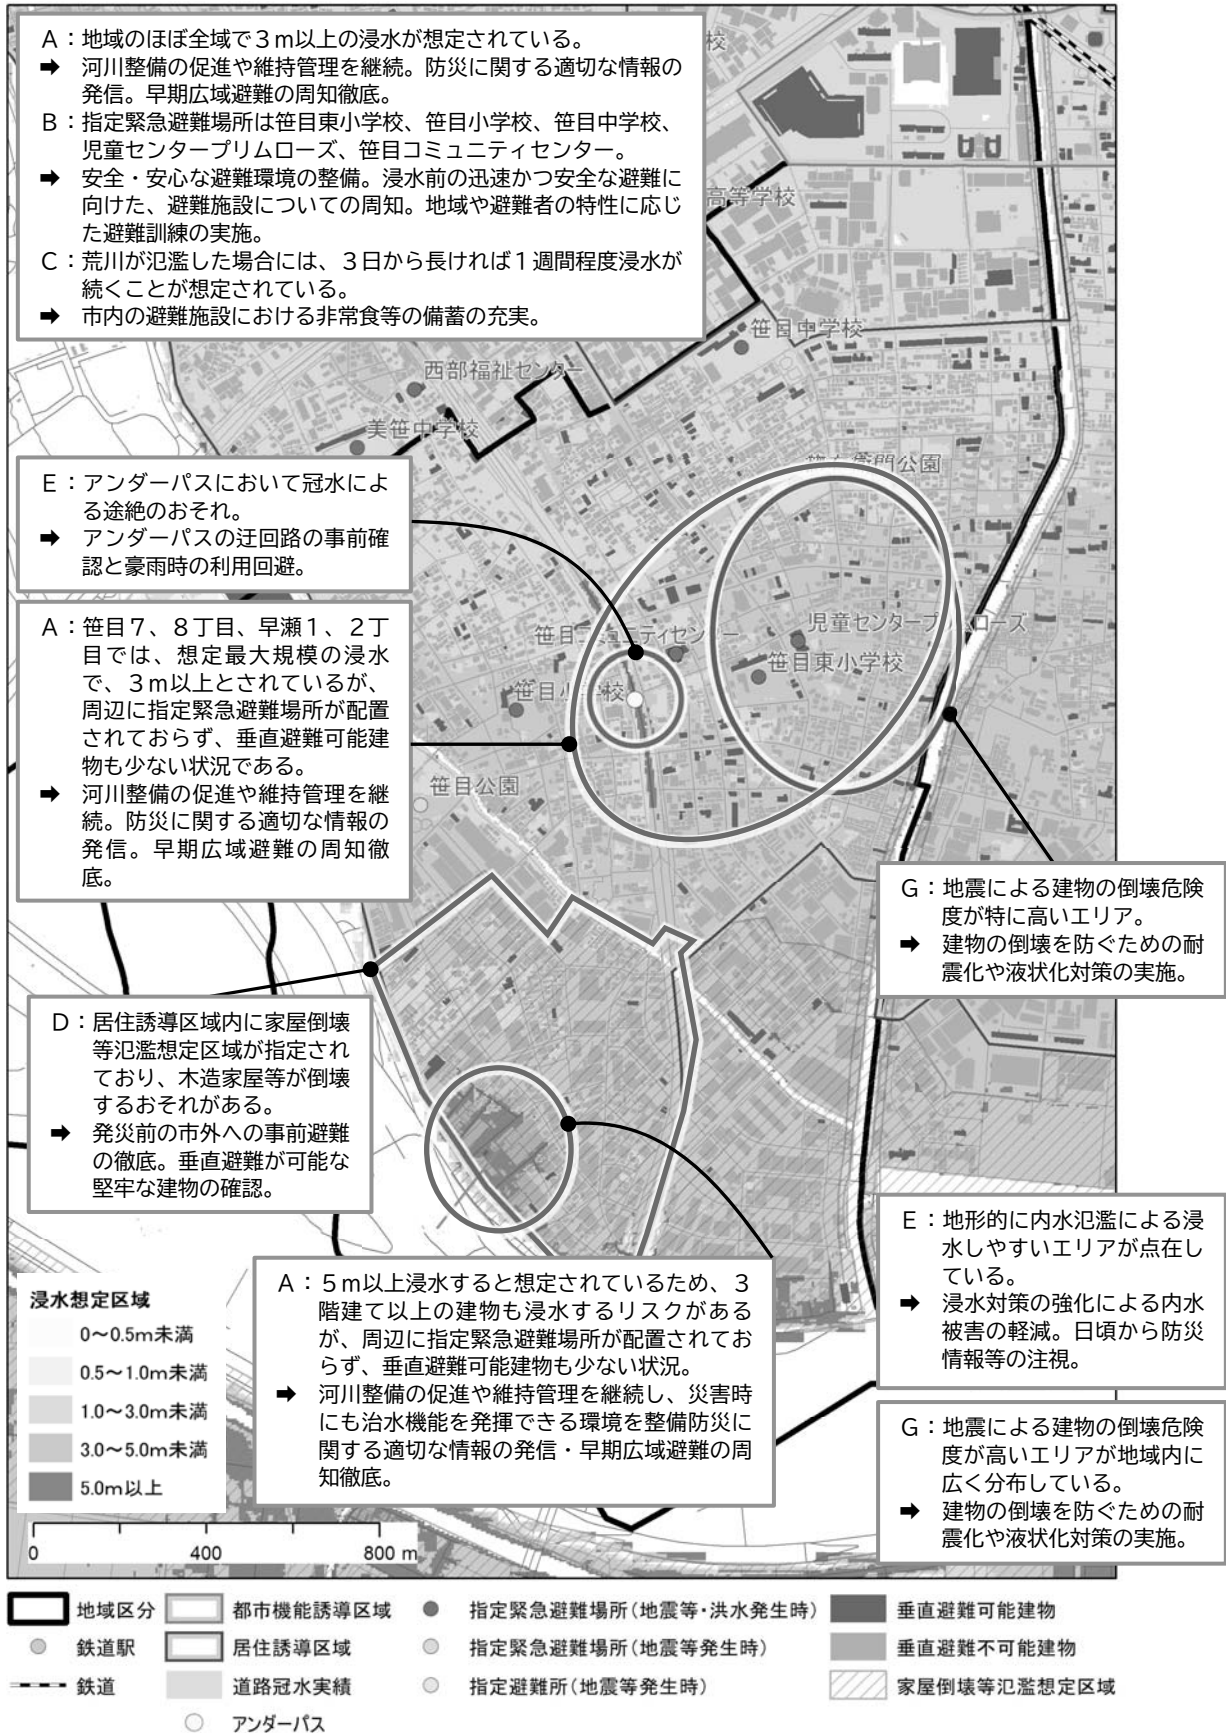 A：地域のほぼ全域で３m以上の浸水が想定されている。
➡ 河川整備の促進や維持管理を継続。防災に関する適切な情報の
発信。早期広域避難の周知徹底。
B：指定緊急避難場所は笹目東小学校、笹目小学校、笹目中学校、
児童センタープリムローズ、笹目コミュニティセンター。
➡ 安全・安心な避難環境の整備。浸水前の迅速かつ安全な避難に
向けた、避難施設についての周知。地域や避難者の特性に応じ
た避難訓練の実施。
C：荒川が氾濫した場合には、３日から長ければ１週間程度浸水が
続くことが想定されている。
➡ 市内の避難施設における非常食等の備蓄の充実。
校
高等学校
笹目中学校
西部福祉センター
美笹中学校
E：アンダーパスにおいて冠水によ
る途絶のおそれ。
➡ アンダーパスの迂回路の事前確
認と豪雨時の利用回避。
A：笹目７、８丁目、早瀬１、２丁
目では、想定最大規模の浸水
で、３m以上とされているが、
周辺に指定緊急避難場所が配置
されておらず、垂直避難可能建
物も少ない状況である。
➡ 河川整備の促進や維持管理を継
続。防災に関する適切な情報の
発信。早期広域避難の周知徹
底。
衛門公園
児童センタープリムローズ
笹目コミュニティセンター
笹目東小学校
笹目小学校
笹目公園
G：地震による建物の倒壊危険
度が特に高いエリア。
➡ 建物の倒壊を防ぐための耐
震化や液状化対策の実施。
D：居住誘導区域内に家屋倒壊
等氾濫想定区域が指定され
ており、木造家屋等が倒壊
するおそれがある。
➡ 発災前の市外への事前避難
の徹底。垂直避難が可能な
堅牢な建物の確認。
E：地形的に内水氾濫による浸
水しやすいエリアが点在し
ている。
➡ 浸水対策の強化による内水
被害の軽減。日頃から防災
情報等の注視。
A：５m以上浸水すると想定されているため、３
階建て以上の建物も浸水するリスクがある
が、周辺に指定緊急避難場所が配置されてお
らず、垂直避難可能建物も少ない状況。
➡ 河川整備の促進や維持管理を継続し、災害時
にも治水機能を発揮できる環境を整備防災に
関する適切な情報の発信・早期広域避難の周
知徹底。
G：地震による建物の倒壊危険
度が高いエリアが地域内に
広く分布している。
➡ 建物の倒壊を防ぐための耐
震化や液状化対策の実施。
浸水想定区域
0～0.5m未満
0.5～1.0m未満
1.0～3.0m未満
3.0～5.0m未満
5.0m以上
0 400 800 m
地域区分 都市機能誘導区域 指定緊急避難場所（地震等・洪水発生時） 垂直避難可能建物
鉄道駅 居住誘導区域 指定緊急避難場所（地震等発生時） 垂直避難不可能建物
鉄道 道路冠水実績 指定避難所（地震等発生時） 家屋倒壊等氾濫想定区域
アンダーパス